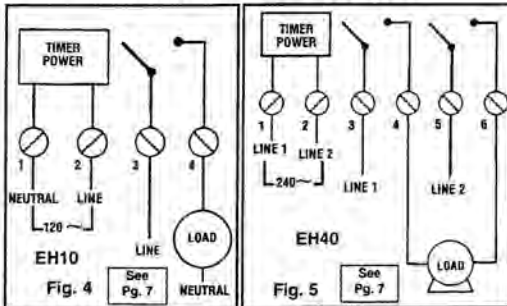 TIMER
POWER
1 2 3 4
NEUTRAL LINE
120~
LINE
LOAD
NEUTRAL
EH10
Fig. 4
See
Pg. 7
TIMER
POWER
1 2 3 4 5 6
LINE 1 LINE 2
240~
LINE 1
LINE 2
EH40
LOAD
Fig. 5
See
Pg. 7